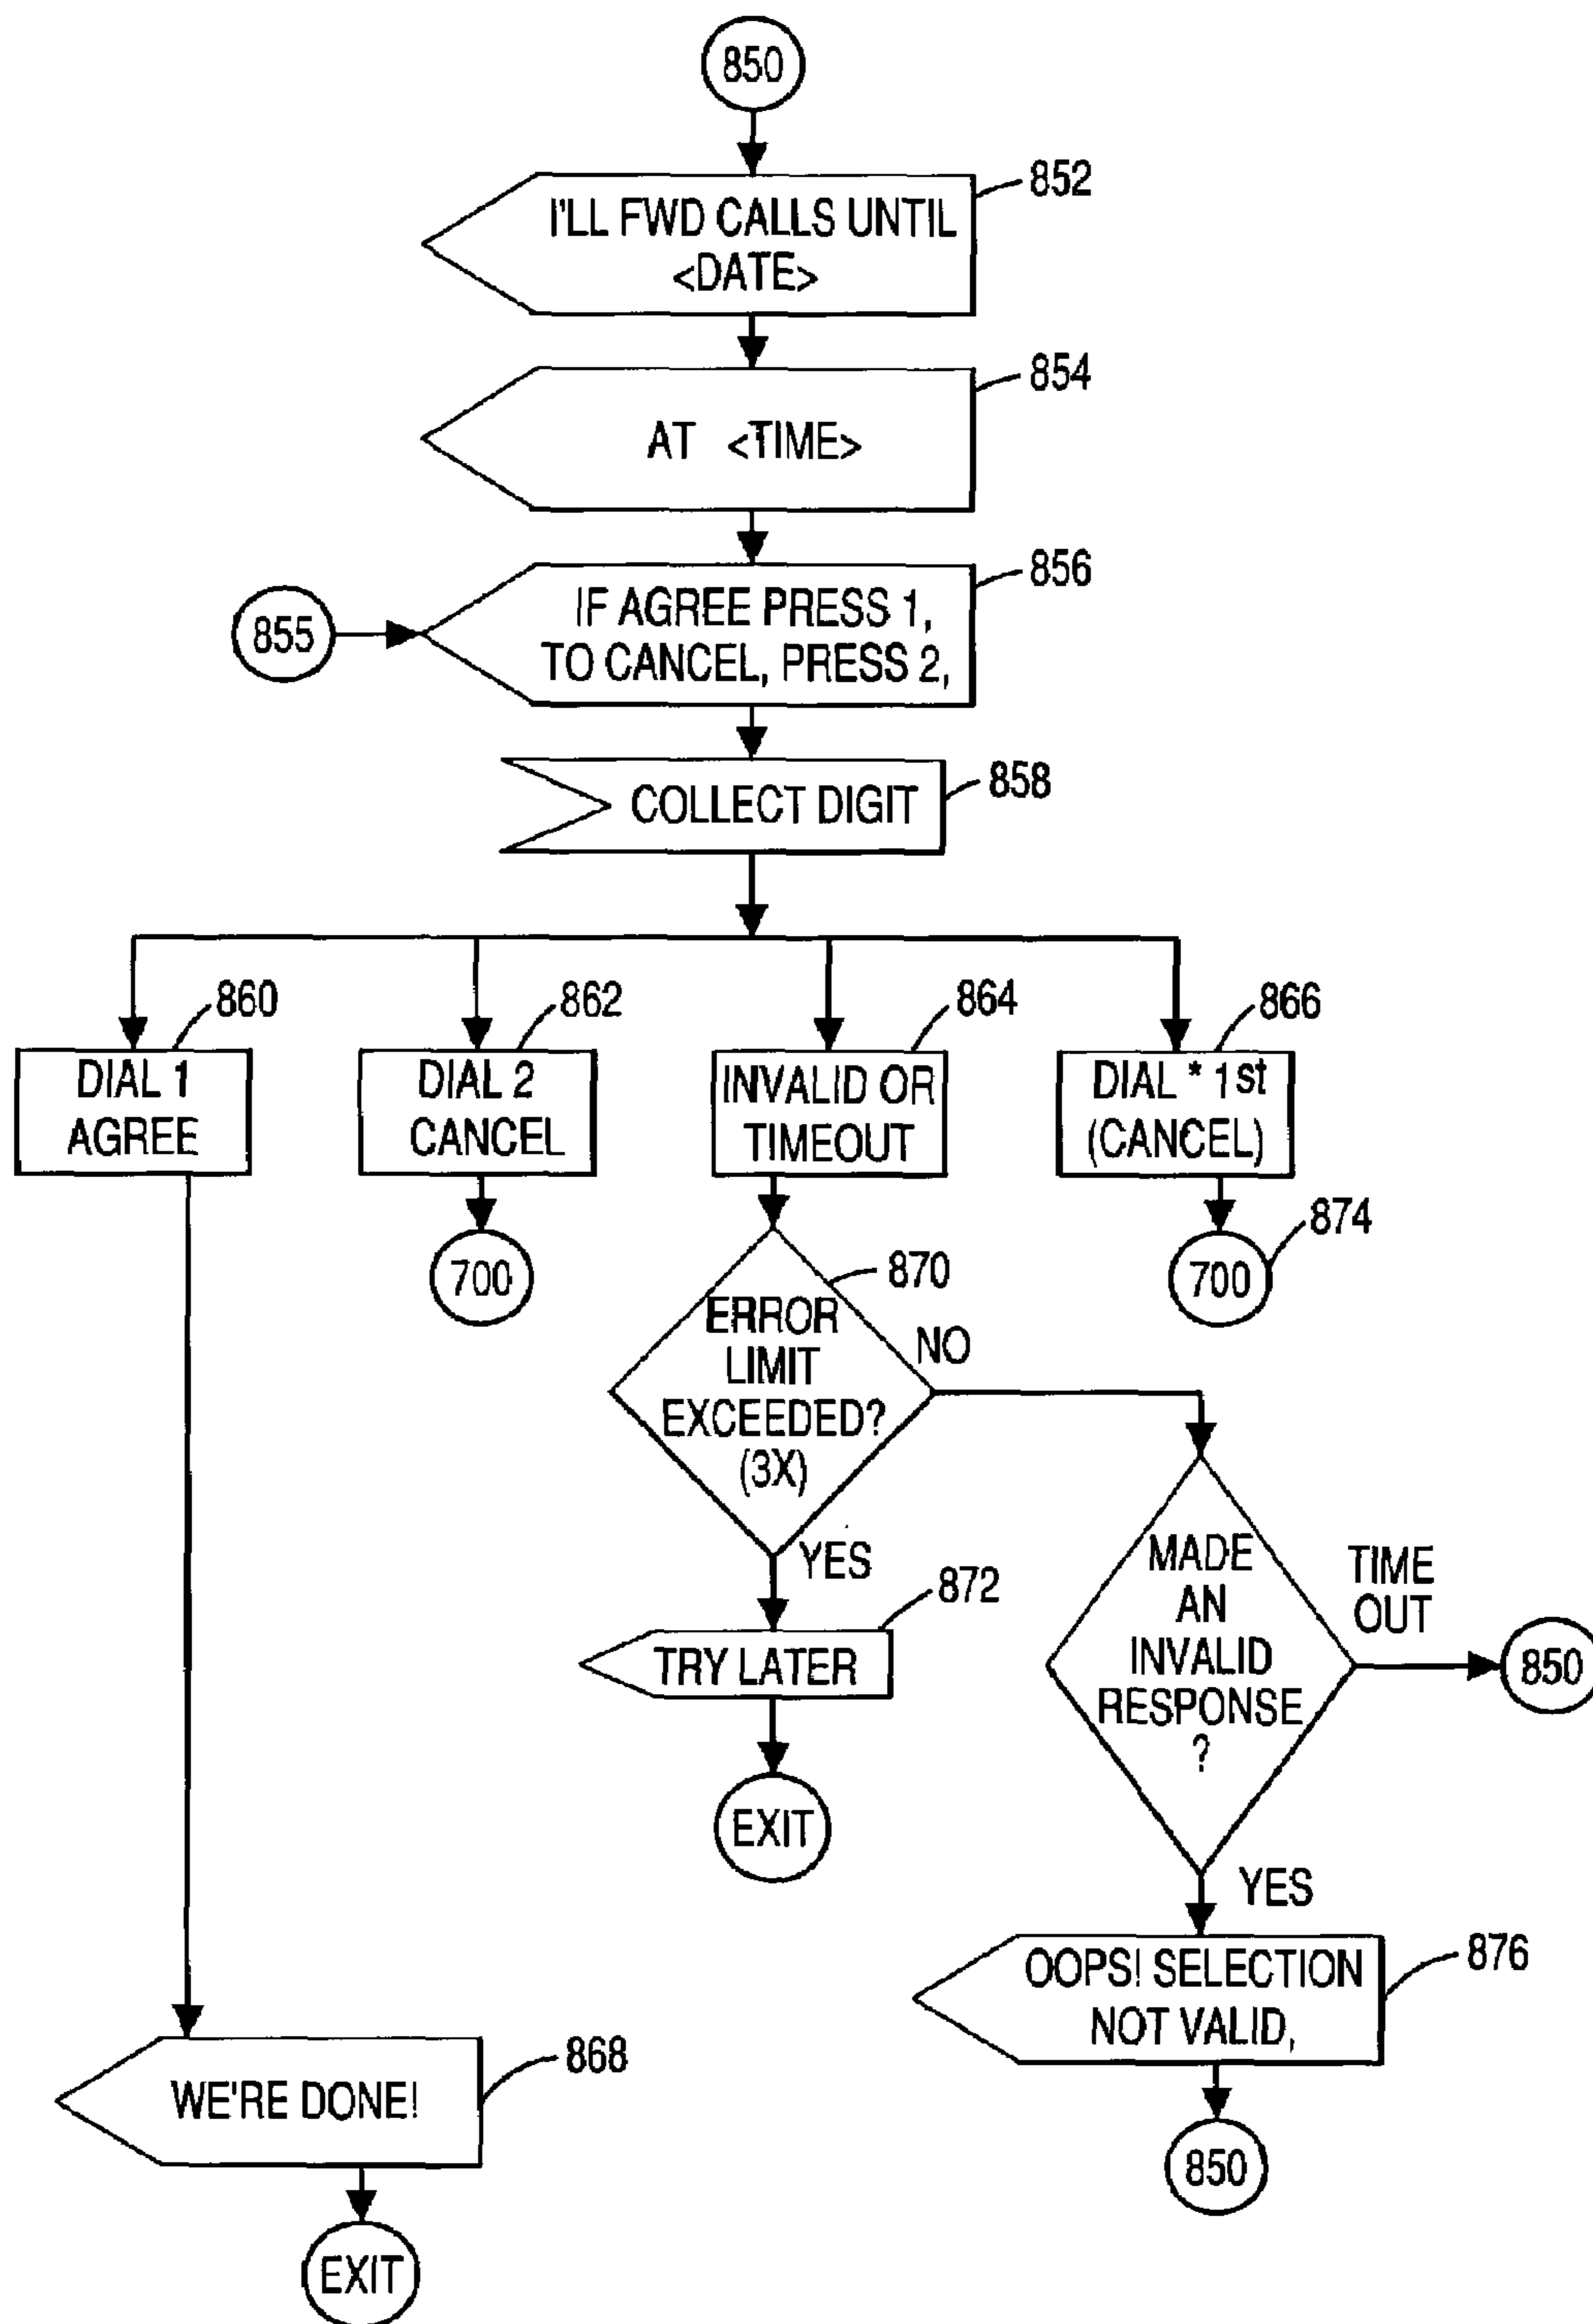 850
I'LL FWD CALLS UNTIL
<DATE>
852
AT <TIME>
854
855
IF AGREE PRESS 1,
TO CANCEL, PRESS 2,
856
COLLECT DIGIT
858
860
862
864
866
DIAL 1
AGREE
DIAL 2
CANCEL
INVALID OR
TIMEOUT
DIAL * 1st
(CANCEL)
700
700
874
870
ERROR
LIMIT
EXCEEDED?
(3X)
NO
YES
MADE
AN
INVALID
RESPONSE
?
TIME
OUT
850
872
TRY LATER
EXIT
YES
OOPS! SELECTION
NOT VALID,
876
850
WE'RE DONE!
868
EXIT